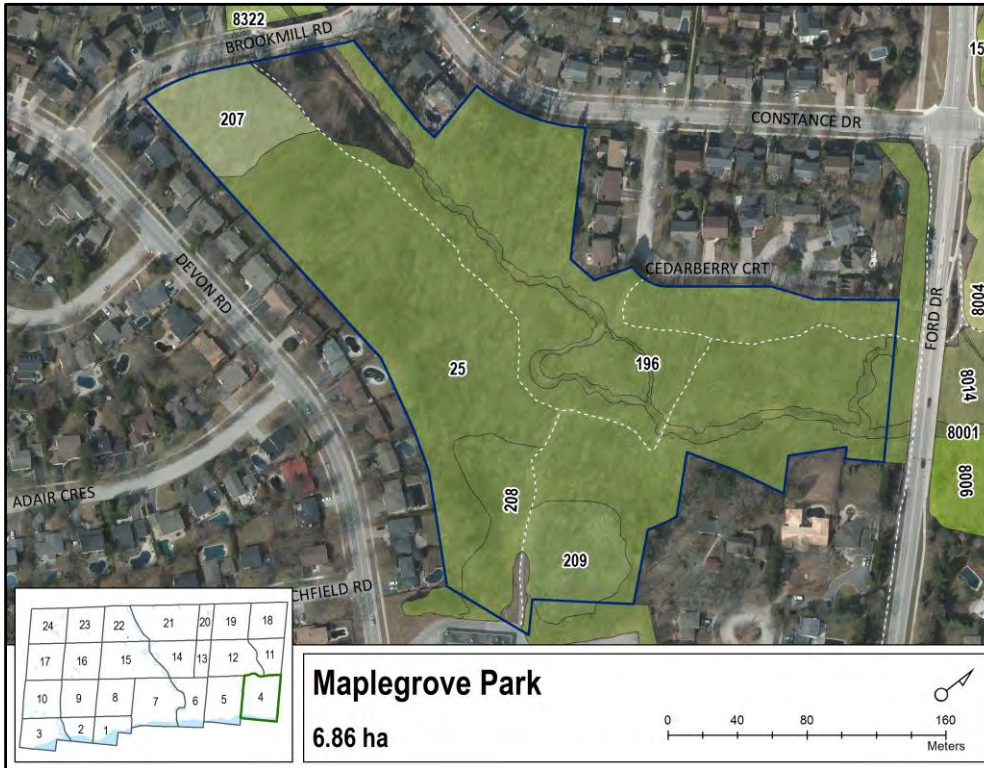 8322
BROOKMILL RD
15
207
CONSTANCE DR
DEVON RD
CEDARBERRY CRT
FORD DR
8004
25
196
8014
8001
8006
ADAIR CRES
208
209
CHFIELD RD
24 23 22 21 20 19 18
17 16 15 14 13 12 11
10 9 8 7 6 5 4
3 2 1
Maplegrove Park
6.86 ha
0 40 80 160
Meters